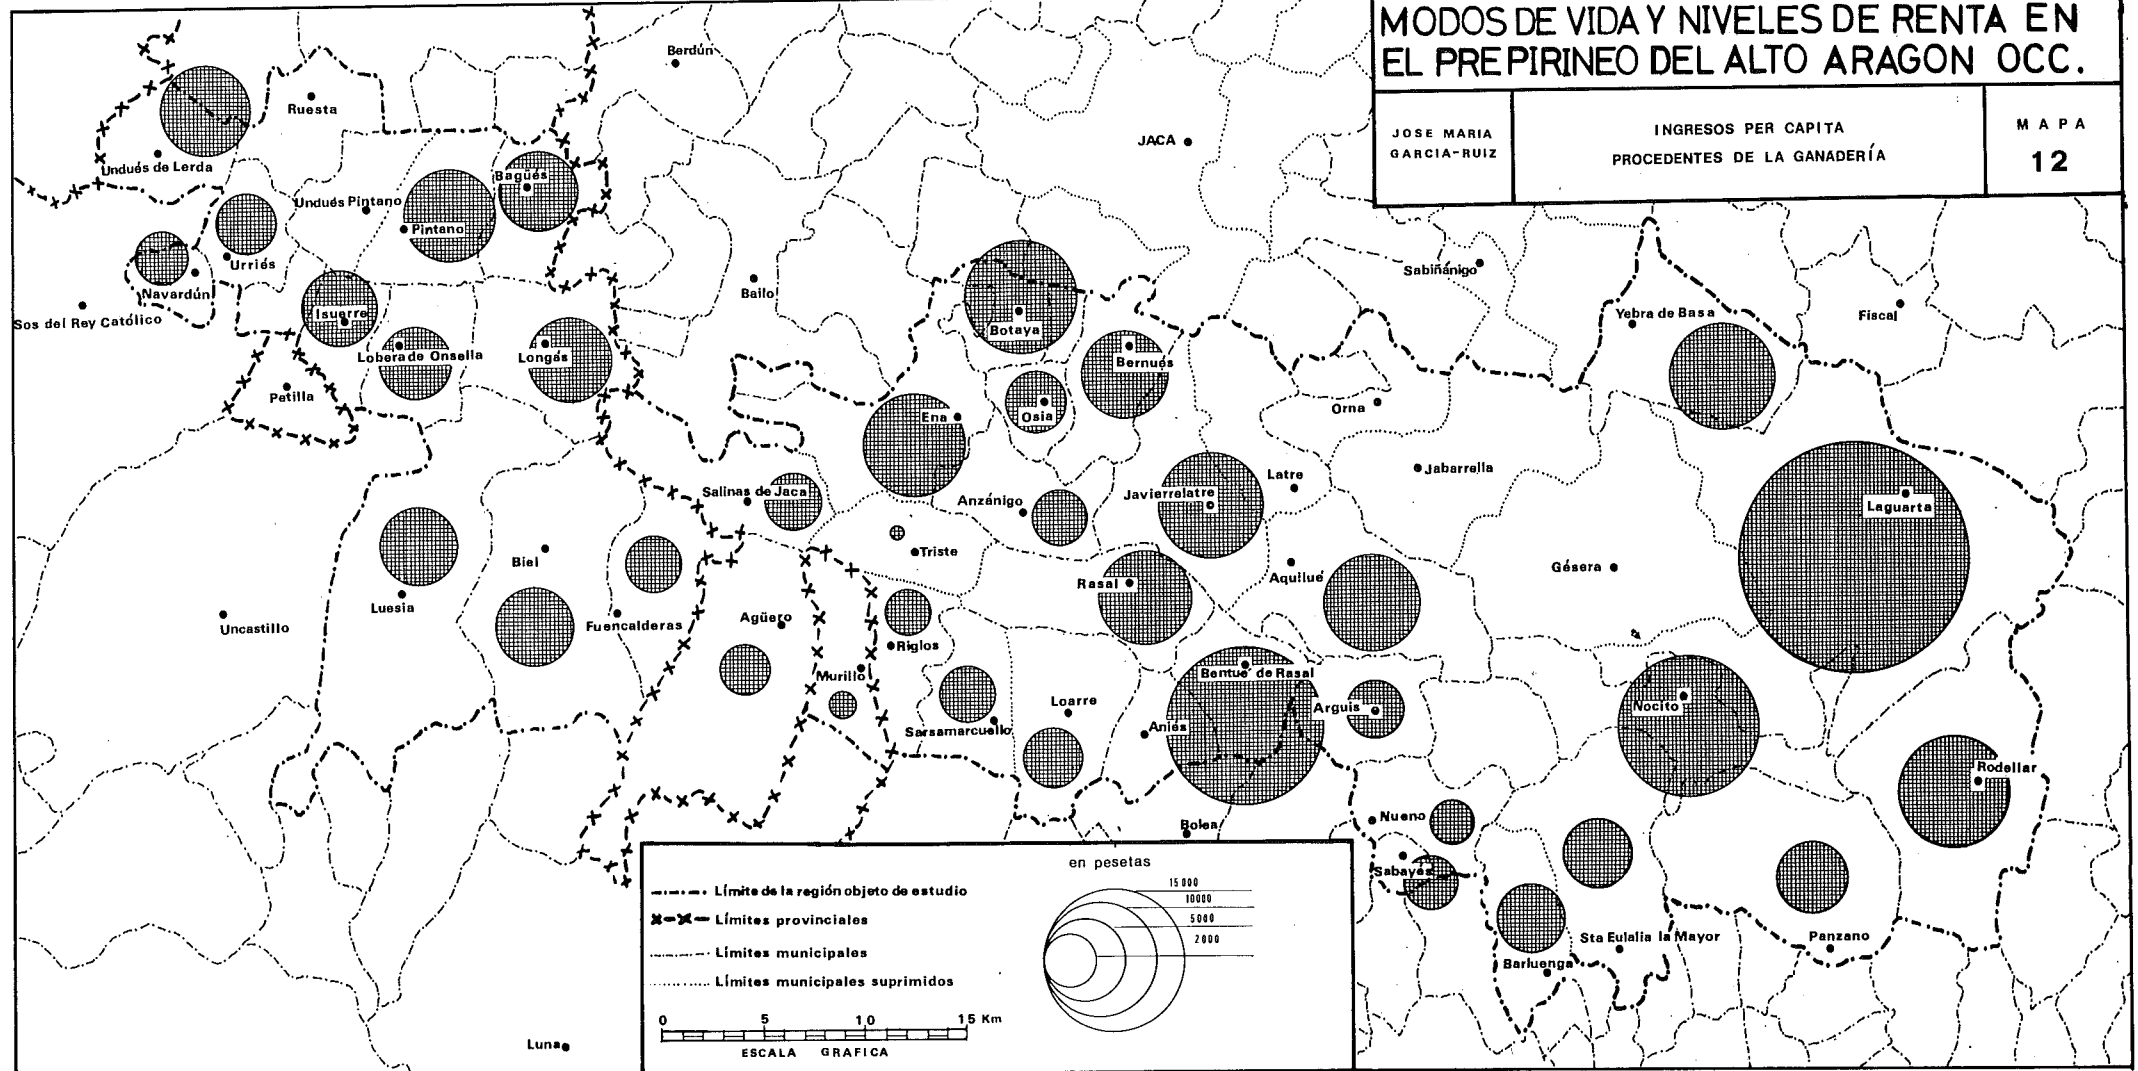 MODOS DE VIDA Y NIVELES DE RENTA EN
EL PREPIRINEO DEL ALTO ARAGON OCC.
JOSE MARIA
GARCIA-RUIZ
INGRESOS PER CAPITA
PROCEDENTES DE LA GANADERÍA
MAPA
12
Berdún
Ruesta
JACA
Undués de Lerda
Bagüés
Undués Pintano
Pintano
Urriés
Navardún
Sos del Rey Católico
Isuerre
Lobera de Onsella
Longás
Petilla
Bailo
Botaya
Bernués
Osia
Ena
Sabiñánigo
Yebra de Basa
Fiscal
Orna
Jabarrella
Latre
Javierrelatre
Anzánigo
Salinas de Jaca
Triste
Laguarta
Biel
Luesia
Uncastillo
Fuencalderas
Agüero
Murillo
Riglos
Rasal
Aquilué
Gésera
Sarsamarcuello
Loarre
Aniés
Bentué de Rasal
Arguis
Nocito
Rodellar
Bolea
Nueno
Sabayés
Barluenga
Sta Eulalia la Mayor
Panzano
Luna
Límite de la región objeto de estudio
Límites provinciales
Límites municipales
Límites municipales suprimidos
0 5 10 15 Km
ESCALA GRAFICA
en pesetas
15000
10000
5000
2000